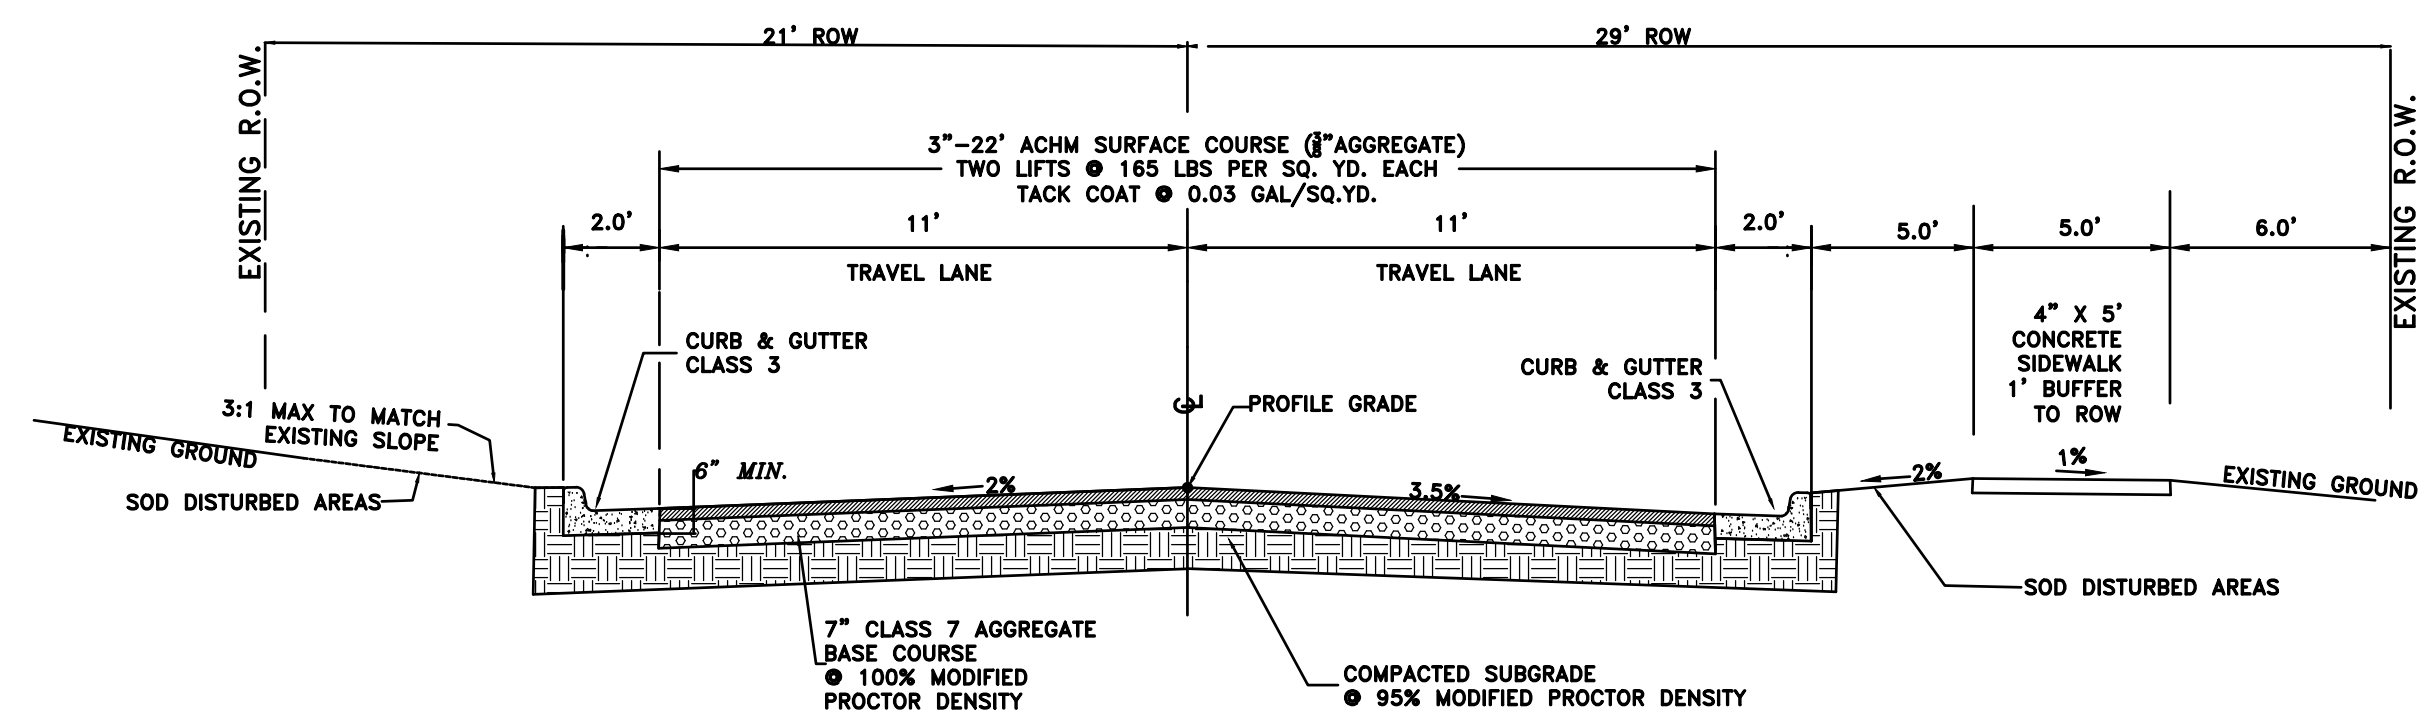 21' ROW
29' ROW
EXISTING R.O.W.
EXISTING R.O.W.
3"-22' ACHM SURFACE COURSE (3/8"AGGREGATE)
TWO LIFTS @ 165 LBS PER SQ. YD. EACH
TACK COAT @ 0.03 GAL/SQ.YD.
2.0'
11'
11'
2.0'
5.0'
5.0'
6.0'
TRAVEL LANE
TRAVEL LANE
4" X 5'
CONCRETE
SIDEWALK
1' BUFFER
TO ROW
CURB & GUTTER
CLASS 3
CURB & GUTTER
CLASS 3
CL
PROFILE GRADE
3:1 MAX TO MATCH
EXISTING SLOPE
EXISTING GROUND
SOD DISTURBED AREAS
6" MIN.
2%
3.5%
2%
1%
EXISTING GROUND
SOD DISTURBED AREAS
7" CLASS 7 AGGREGATE
BASE COURSE
@ 100% MODIFIED
PROCTOR DENSITY
COMPACTED SUBGRADE
@ 95% MODIFIED PROCTOR DENSITY